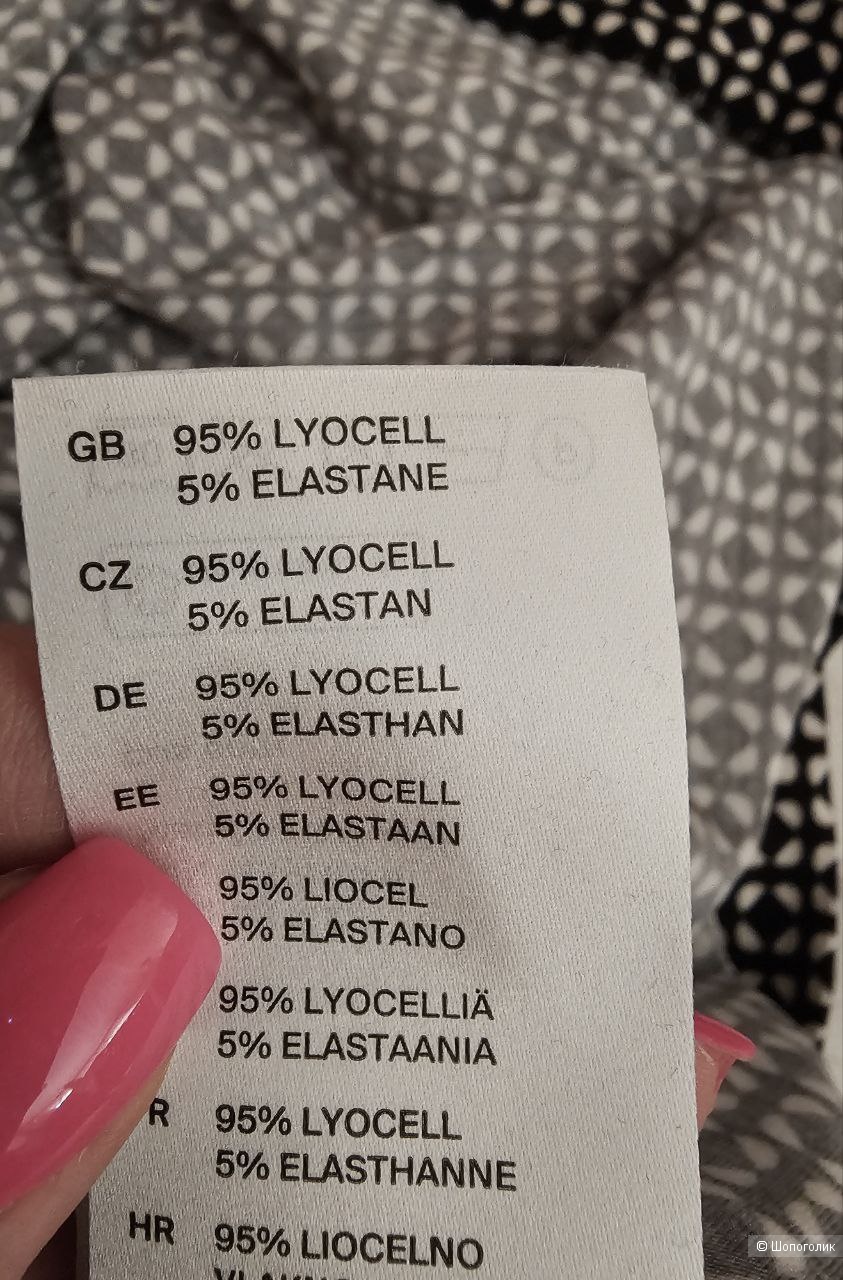 GB 95% LYOCELL
5% ELASTANE
CZ 95% LYOCELL
5% ELASTAN
DE 95% LYOCELL
5% ELASTHAN
EE 95% LYOCELL
5% ELASTAAN
95% LIOCEL
5% ELASTANO
95% LYOCELLIÄ
5% ELASTAANIA
R 95% LYOCELL
5% ELASTHANNE
HR 95% LIOCELNO
© Шопоголик